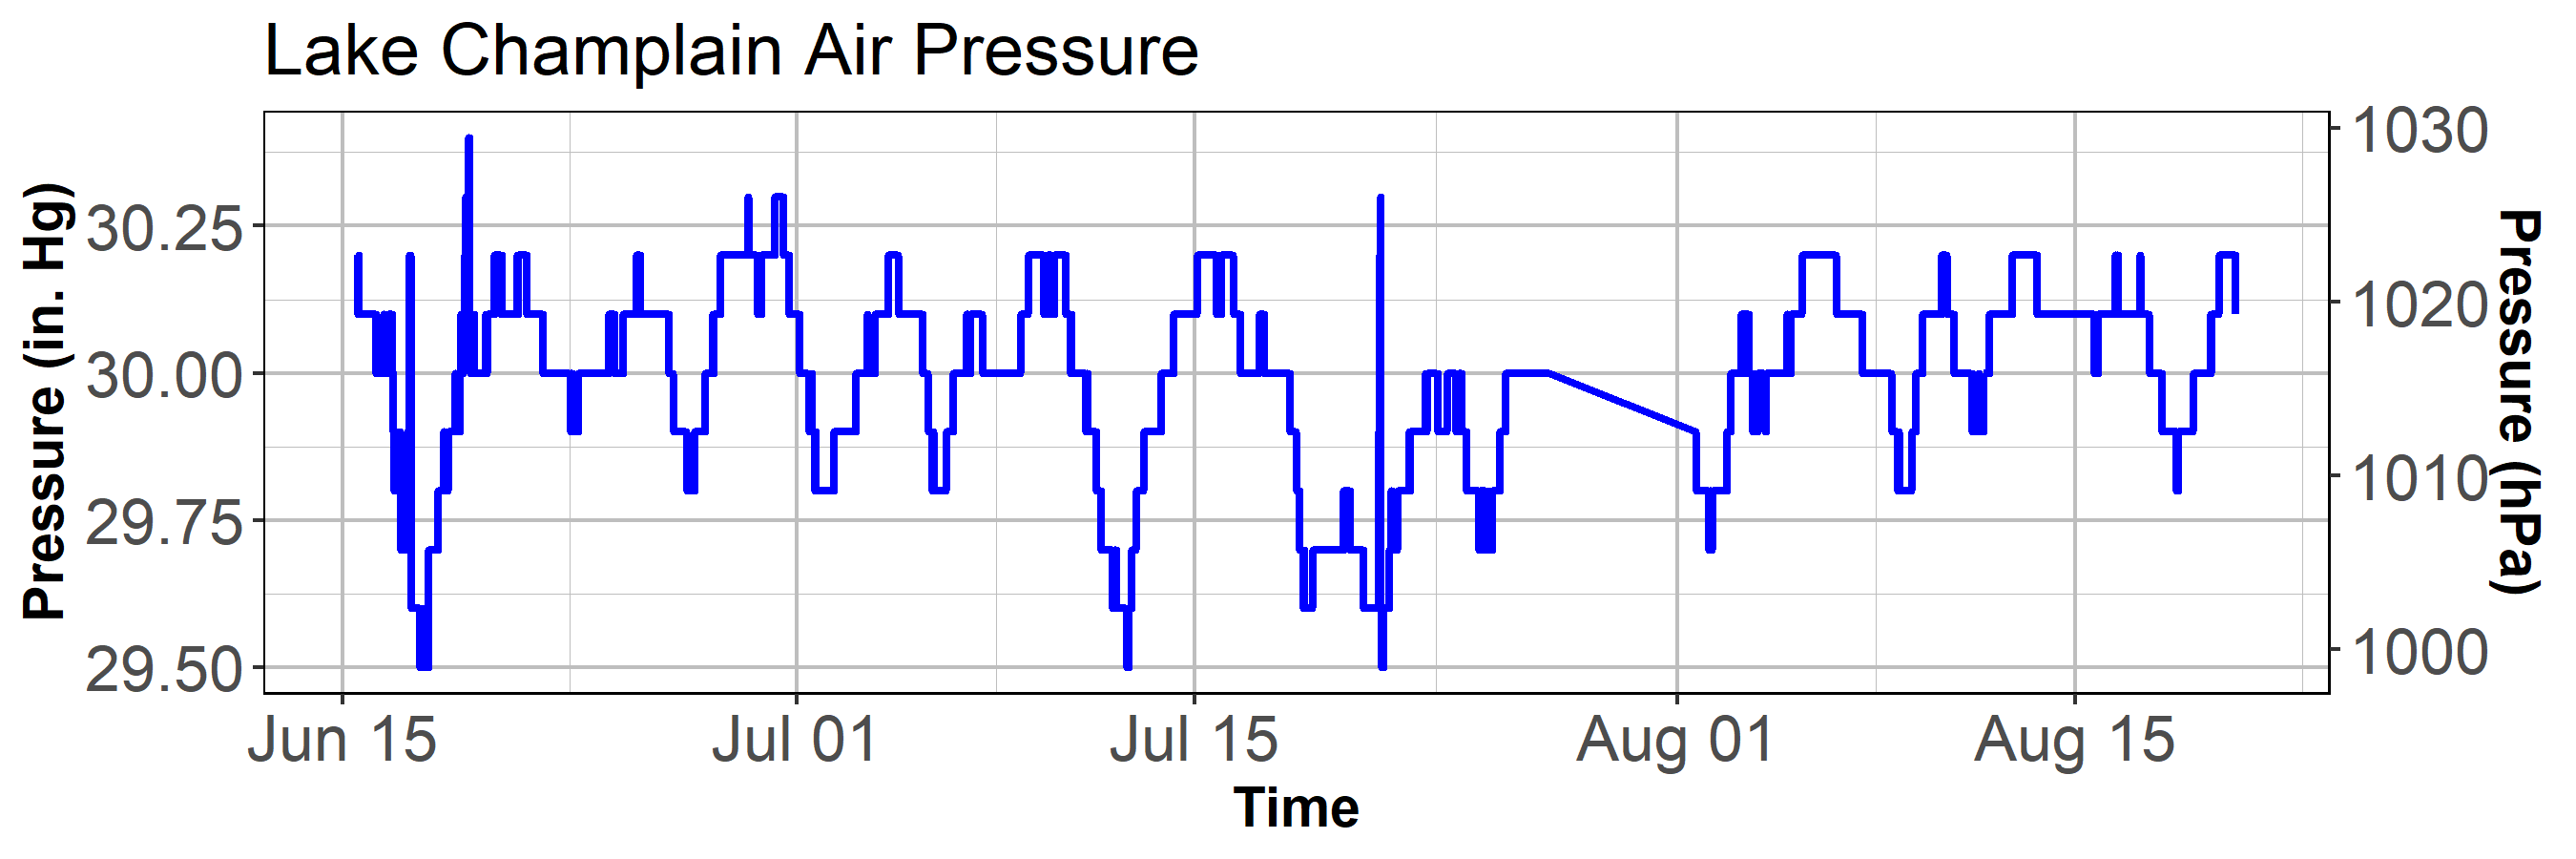 Lake Champlain Air Pressure
Pressure (in. Hg)
30.25
30.00
29.75
29.50
1030
1020
1010
1000
Pressure (hPa)
Jun 15
Jul 01
Jul 15
Aug 01
Aug 15
Time